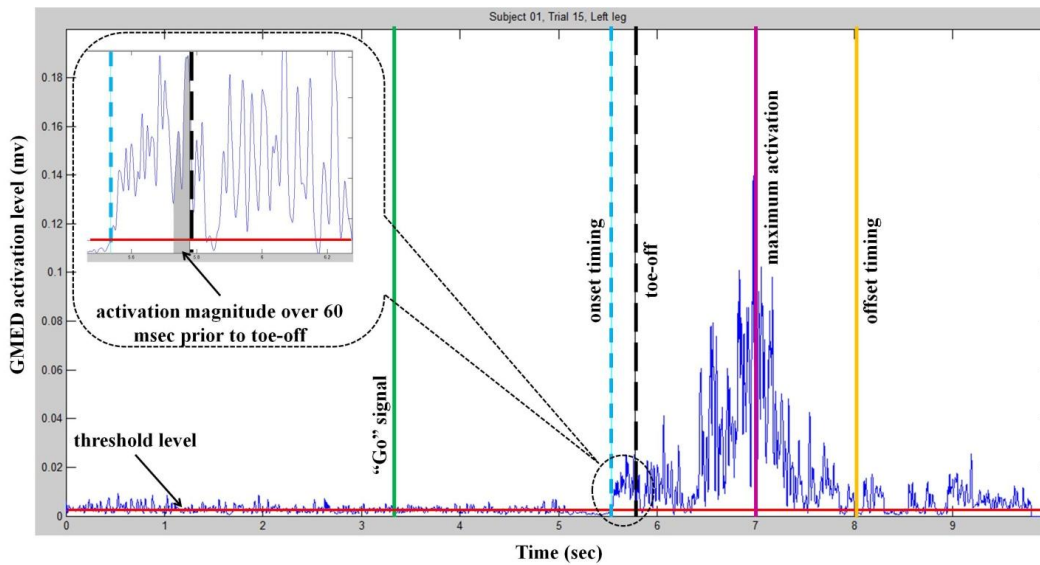 Subject 01, Trial 15, Left leg
GMED activation level (mv)
0.18
0.16
0.14
0.12
0.1
0.08
0.06
0.04
0.02
0
activation magnitude over 60
msec prior to toe-off
threshold level
“Go” signal
onset timing
toe-off
maximum activation
offset timing
0 1 2 3 4 5 6 7 8 9
Time (sec)